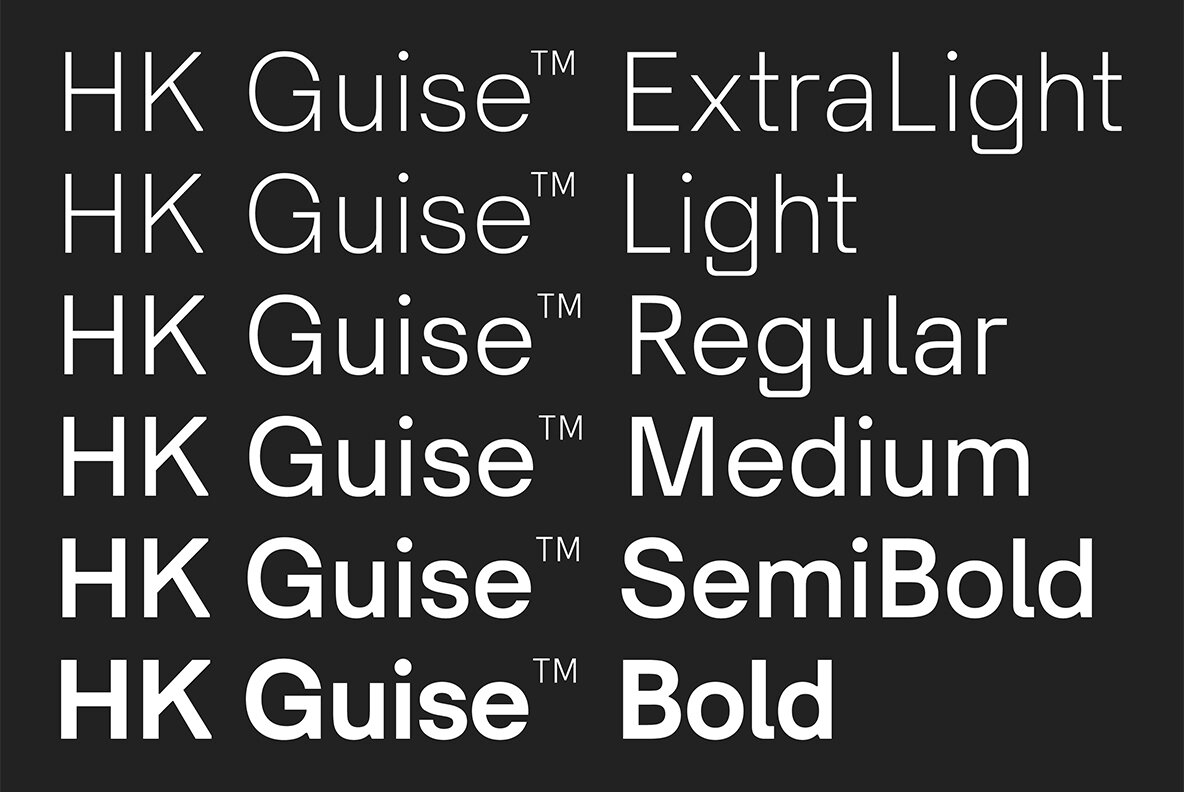 HK Guise™ ExtraLight
HK Guise™ Light
HK Guise™ Regular
HK Guise™ Medium
HK Guise™ SemiBold
HK Guise™ Bold